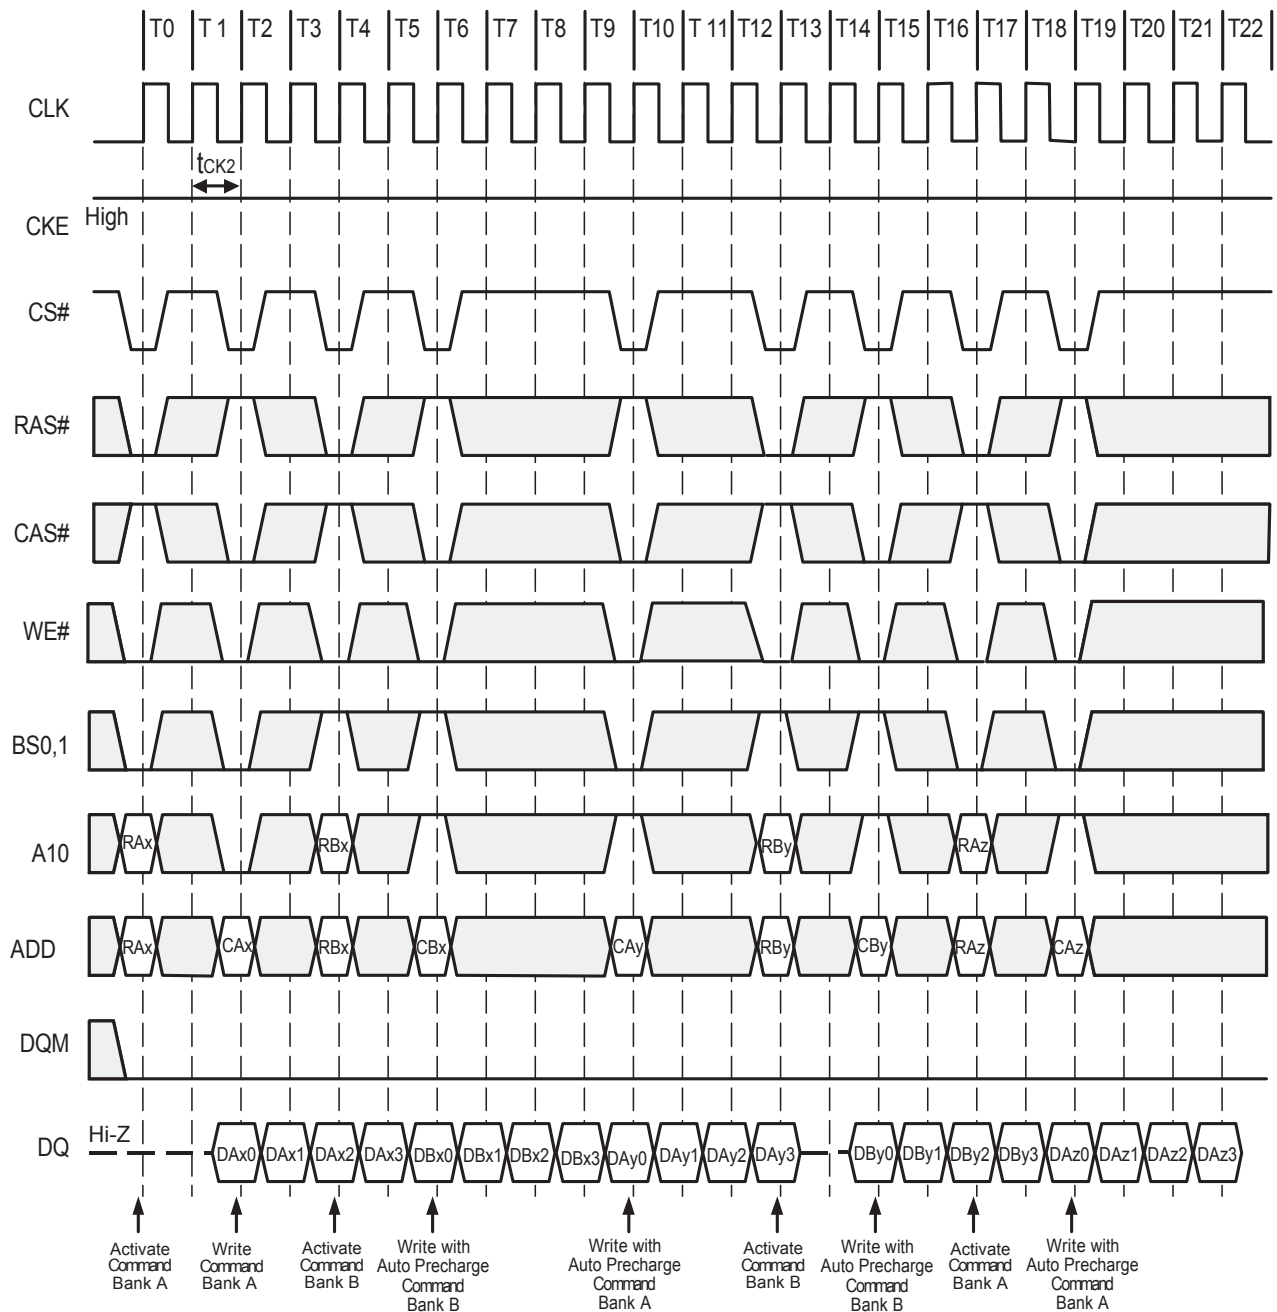 T0 T 1 T2 T3 T4 T5 T6 T7 T8 T9 T10 T 11 T12 T13 T14 T15 T16 T17 T18 T19 T20 T21 T22
CLK
tCK2
High
CKE
CS#
RAS#
CAS#
WE#
BS0,1
A10 RAx RBx RBy RAz
ADD RAx CAx RBx CBx CAy RBy CBy RAz CAz
DQM
Hi-Z
DQ DAx0 DAx1 DAx2 DAx3 DBx0 DBx1 DBx2 DBx3 DAy0 DAy1 DAy2 DAy3 DBy0 DBy1 DBy2 DBy3 DAz0 DAz1 DAz2 DAz3
Activate
Command
Bank A
Write
Command
Bank A
Activate
Command
Bank B
Write with
Auto Precharge
Command
Bank B
Write with
Auto Precharge
Command
Bank A
Activate
Command
Bank B
Write with
Auto Precharge
Command
Bank B
Activate
Command
Bank A
Write with
Auto Precharge
Command
Bank A